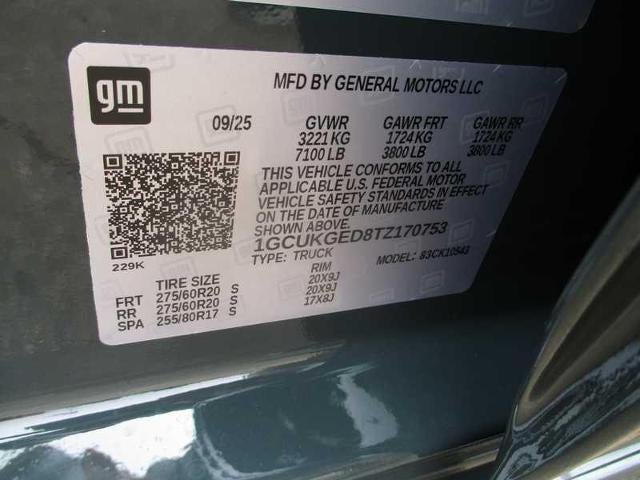 gm
MFD BY GENERAL MOTORS LLC
09/25 GVWR GAWR FRT GAWR RR
3221 KG 1724 KG 1724 KG
7100 LB 3800 LB 3800 LB
THIS VEHICLE CONFORMS TO ALL
APPLICABLE U.S. FEDERAL MOTOR
VEHICLE SAFETY STANDARDS IN EFFECT
ON THE DATE OF MANUFACTURE
SHOWN ABOVE.
1GCUKGED8TZ170753
229K TYPE: TRUCK MODEL: 83CK10543
TIRE SIZE RIM
FRT 275/60R20 S 20X9J
RR 275/60R20 S 20X9J
SPA 255/80R17 S 17X8J